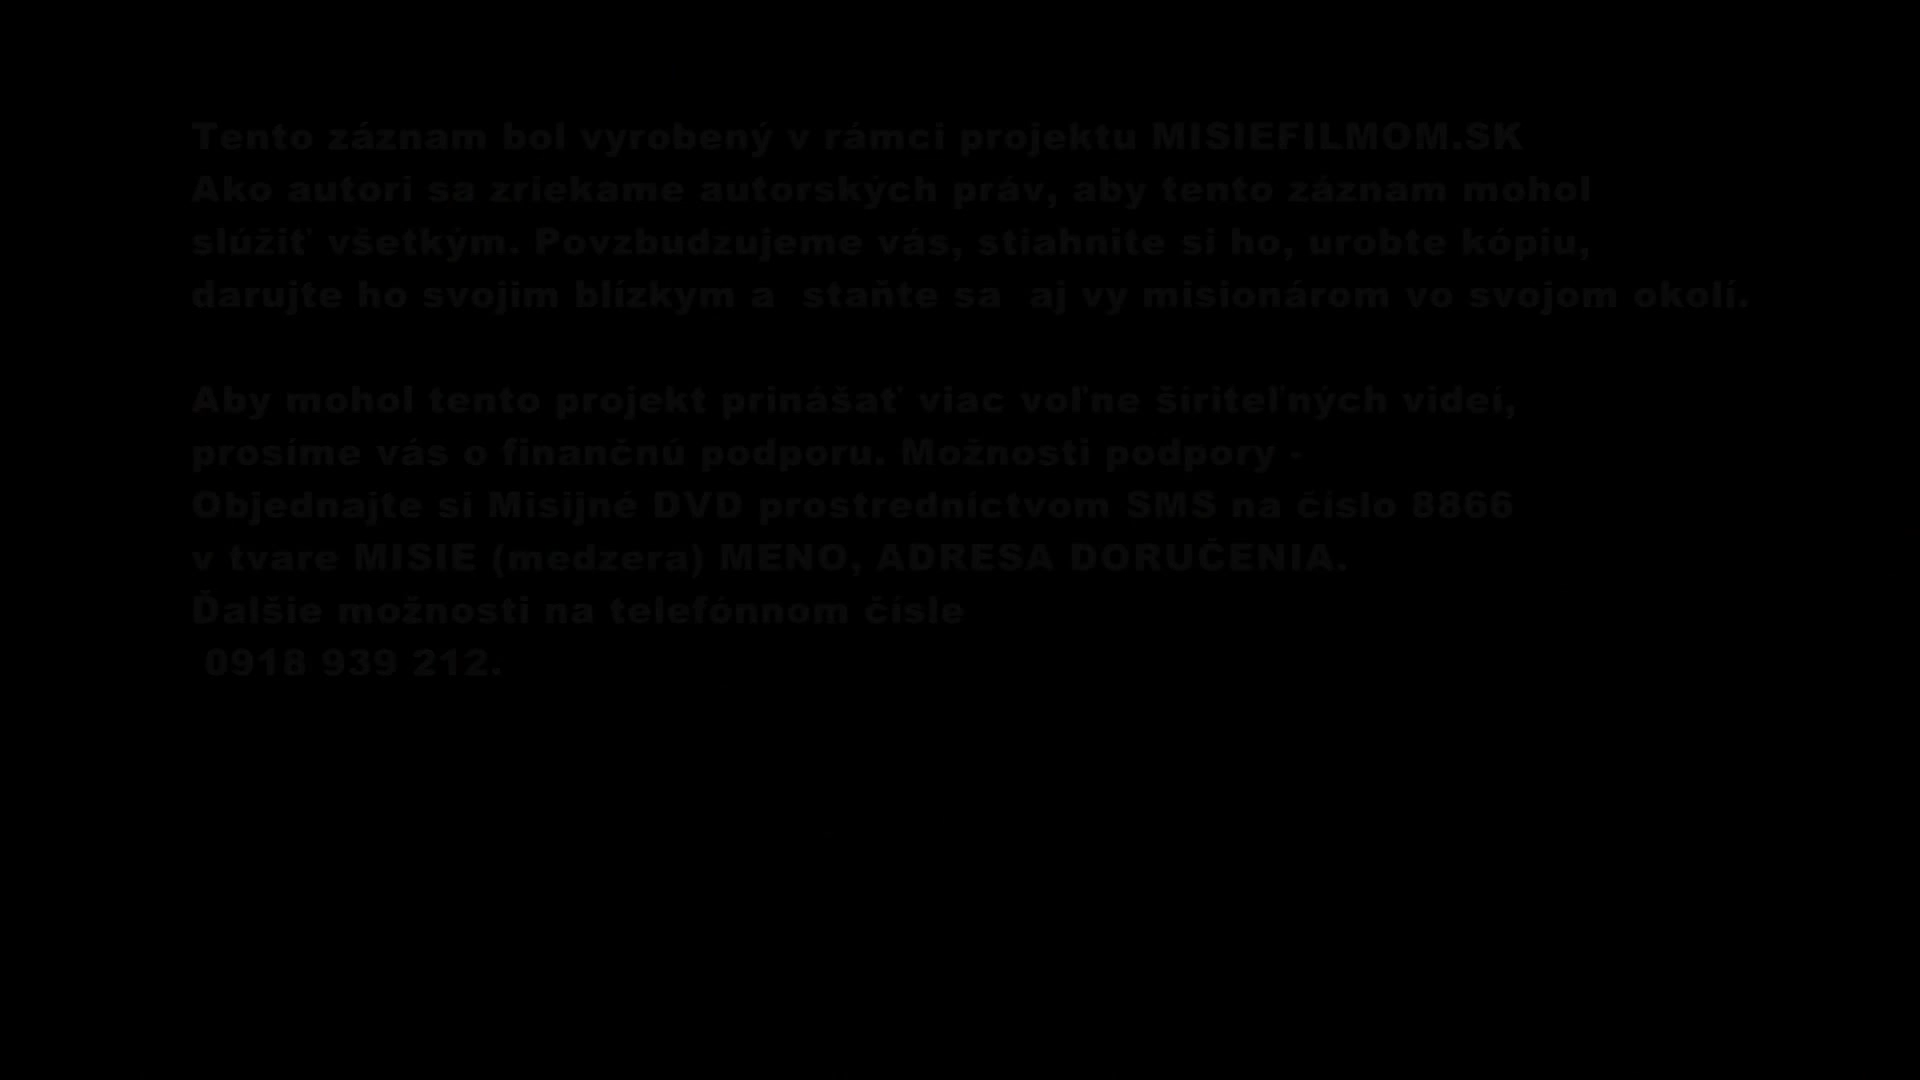 Tento záznam bol vyrobený v rámci projektu MISIEFILMOM.SK
Ako autori sa zriekame autorských práv, aby tento záznam mohol
slúžiť všetkým. Povzbudzujeme vás, stiahnite si ho, urobte kópiu,
darujte ho svojim blízkym a  staňte sa  aj vy misionárom vo svojom okolí.

Aby mohol tento projekt prinášať viac voľne šíriteľných videí,
prosíme vás o finančnú podporu. Možnosti podpory -
Objednajte si Misijné DVD prostredníctvom SMS na číslo 8866
v tvare MISIE (medzera) MENO, ADRESA DORUČENIA.
Ďalšie možnosti na telefónnom čísle
0918 939 212.